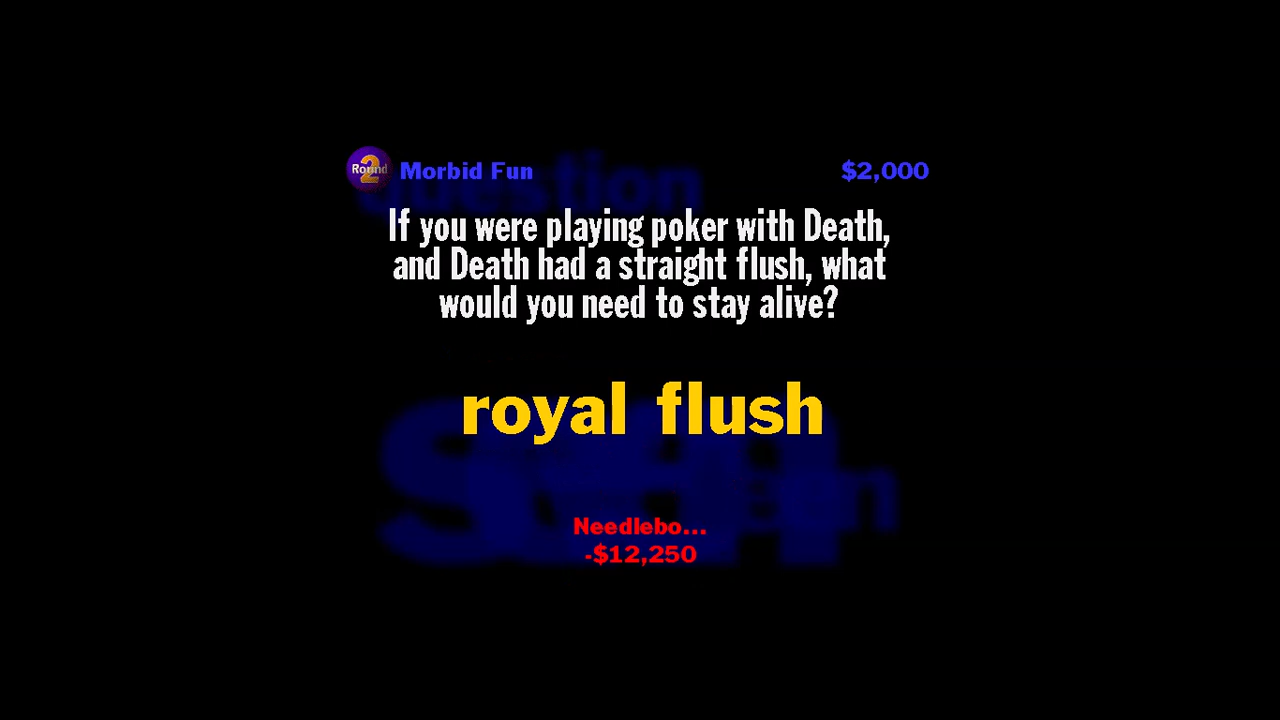 Round 2 Morbid Fun $2,000
question
If you were playing poker with Death,
and Death had a straight flush, what
would you need to stay alive?
royal flush
Needlebo...
-$12,250